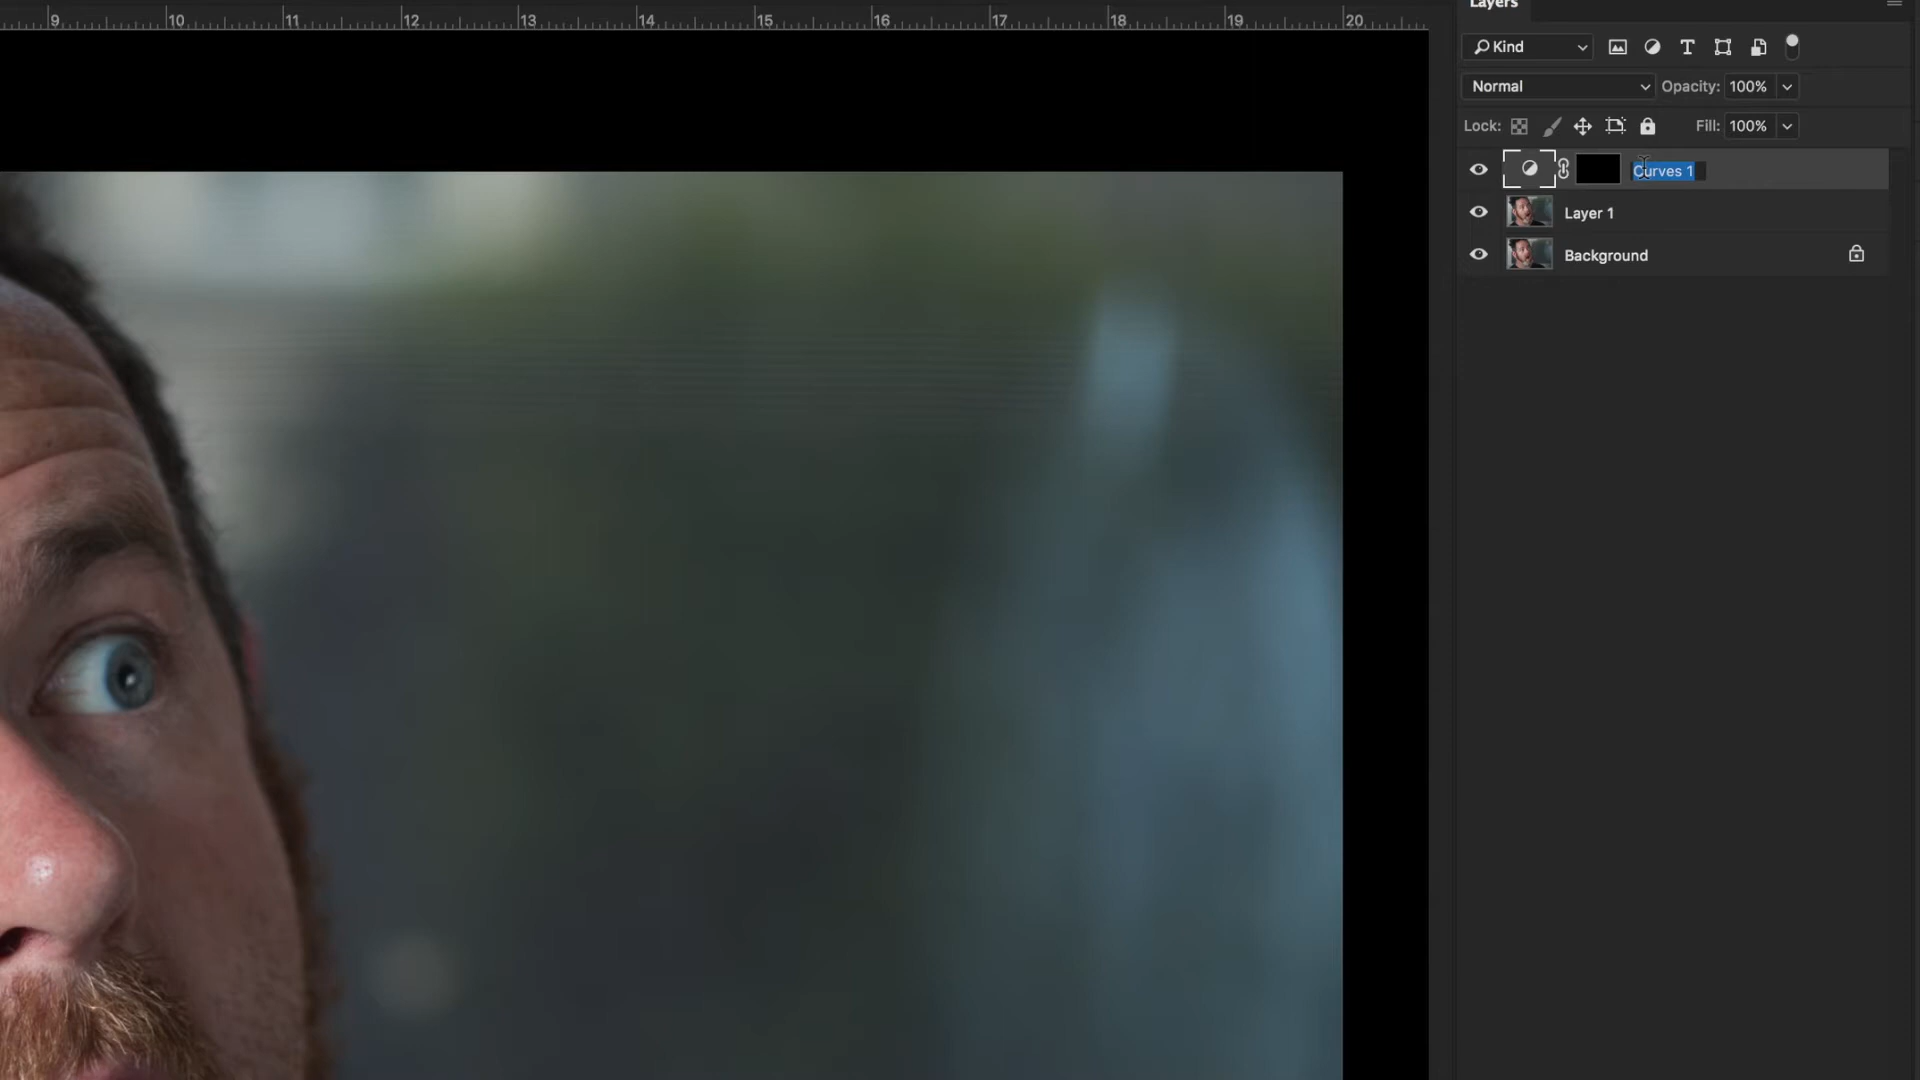 9 10 11 12 13 14 15 16 17 18 19 20
Layers
Kind
Normal Opacity: 100%
Lock: Fill: 100%
Curves 1
Layer 1
Background